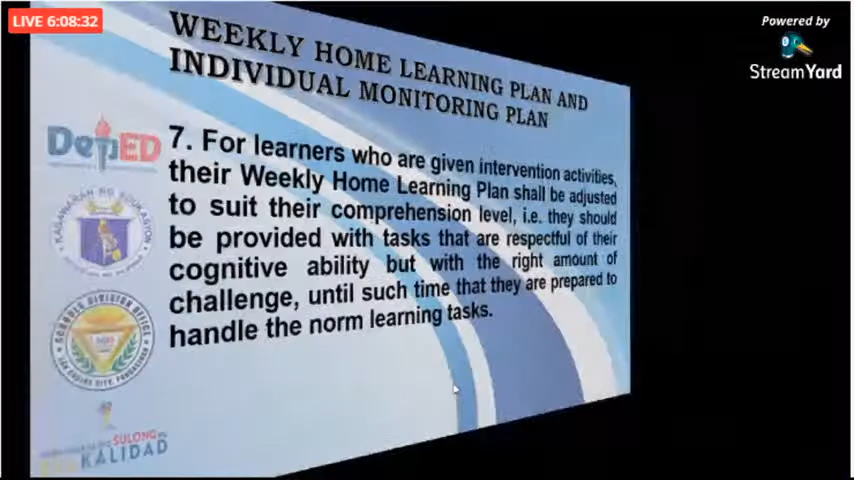 LIVE 6:08:32
Powered by
StreamYard
WEEKLY HOME LEARNING PLAN AND
INDIVIDUAL MONITORING PLAN
DepED
7. For learners who are given intervention activities,
their Weekly Home Learning Plan shall be adjusted
to suit their comprehension level, i.e. they should
be provided with tasks that are respectful of their
cognitive ability but with the right amount of
challenge, until such time that they are prepared to
handle the norm learning tasks.
KAGAWARAN NG EDUKASYON
SCHOOLS DIVISION OFFICE
SULONG
KALIDAD